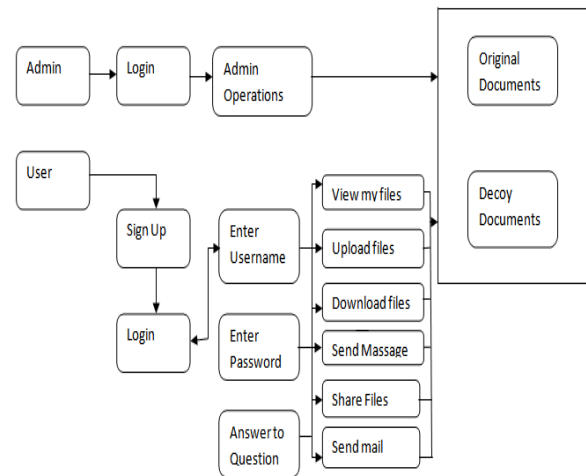 Admin
Login
Admin
Operations
Original
Documents
User
Sign Up
Login
Enter
Username
Enter
Password
Answer to
Question
View my files
Upload files
Download files
Send Massage
Share Files
Send mail
Decoy
Documents